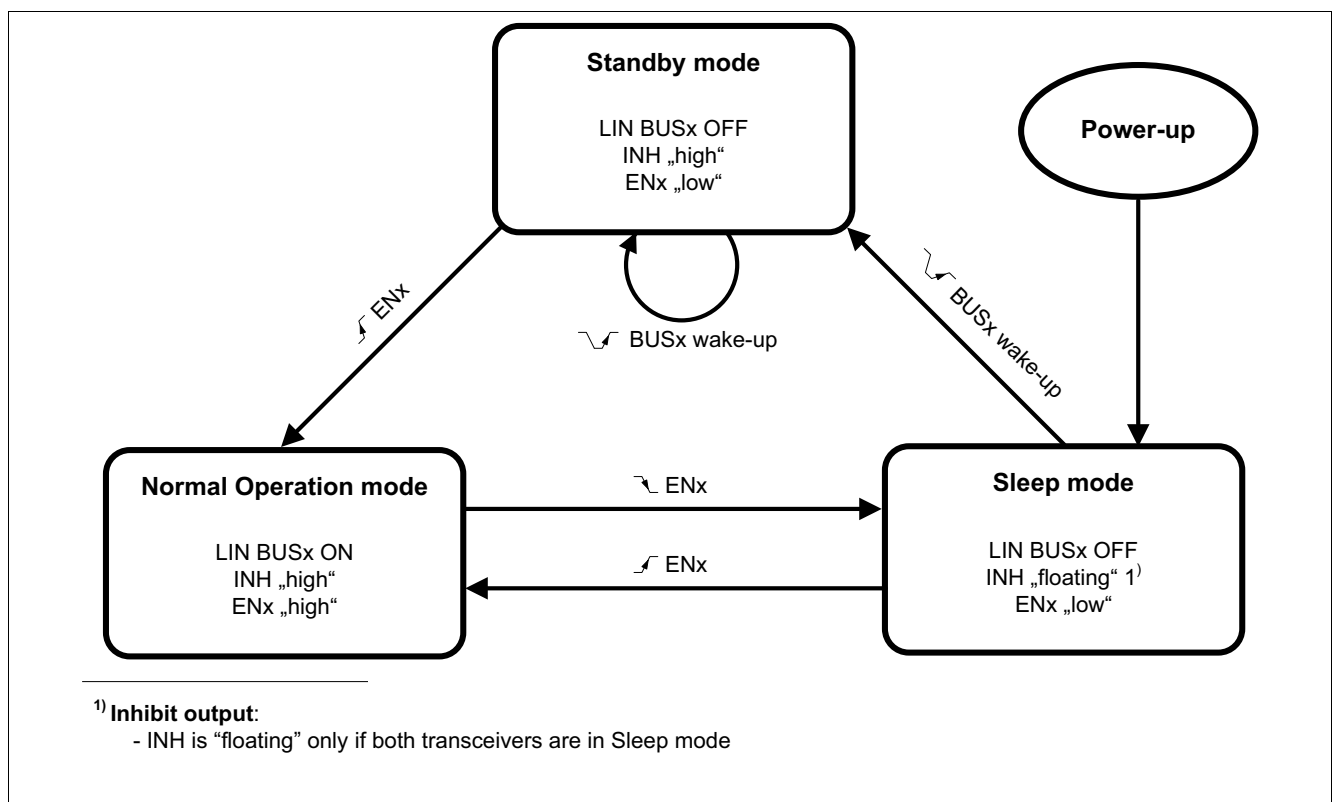 Standby mode
LIN BUSx OFF
INH „high“
ENx „low“
Power-up
ENx
BUSx wake-up
BUSx wake-up
Normal Operation mode
LIN BUSx ON
INH „high“
ENx „high“
ENx
ENx
Sleep mode
LIN BUSx OFF
INH „floating“ 1)
ENx „low“
1) Inhibit output:
- INH is “floating” only if both transceivers are in Sleep mode